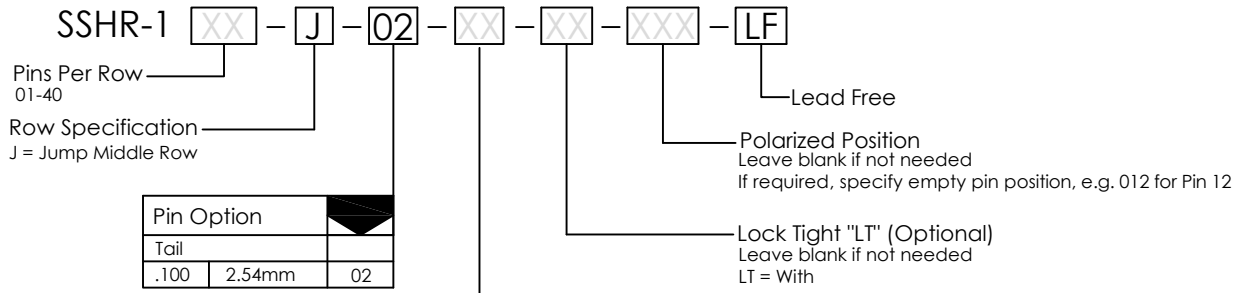 SSHR-1 XX - J - 02 - XX - XX - XXX - LF
Pins Per Row
01-40
Row Specification
J = Jump Middle Row
Pin Option
Tail
.100 2.54mm 02
Lead Free
Polarized Position
Leave blank if not needed
If required, specify empty pin position, e.g. 012 for Pin 12
Lock Tight "LT" (Optional)
Leave blank if not needed
LT = With